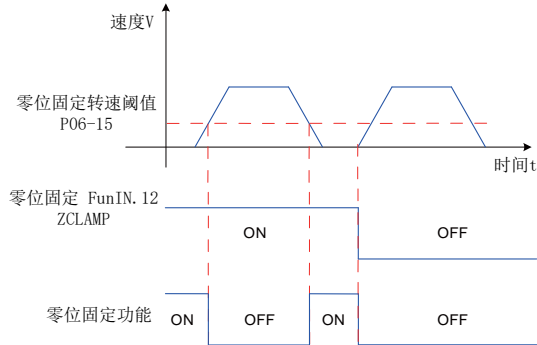 速度V
零位固定转速阈值
P06-15
时间t
零位固定 FunIN.12
ZCLAMP
ON
OFF
零位固定功能
ON
OFF
ON
OFF